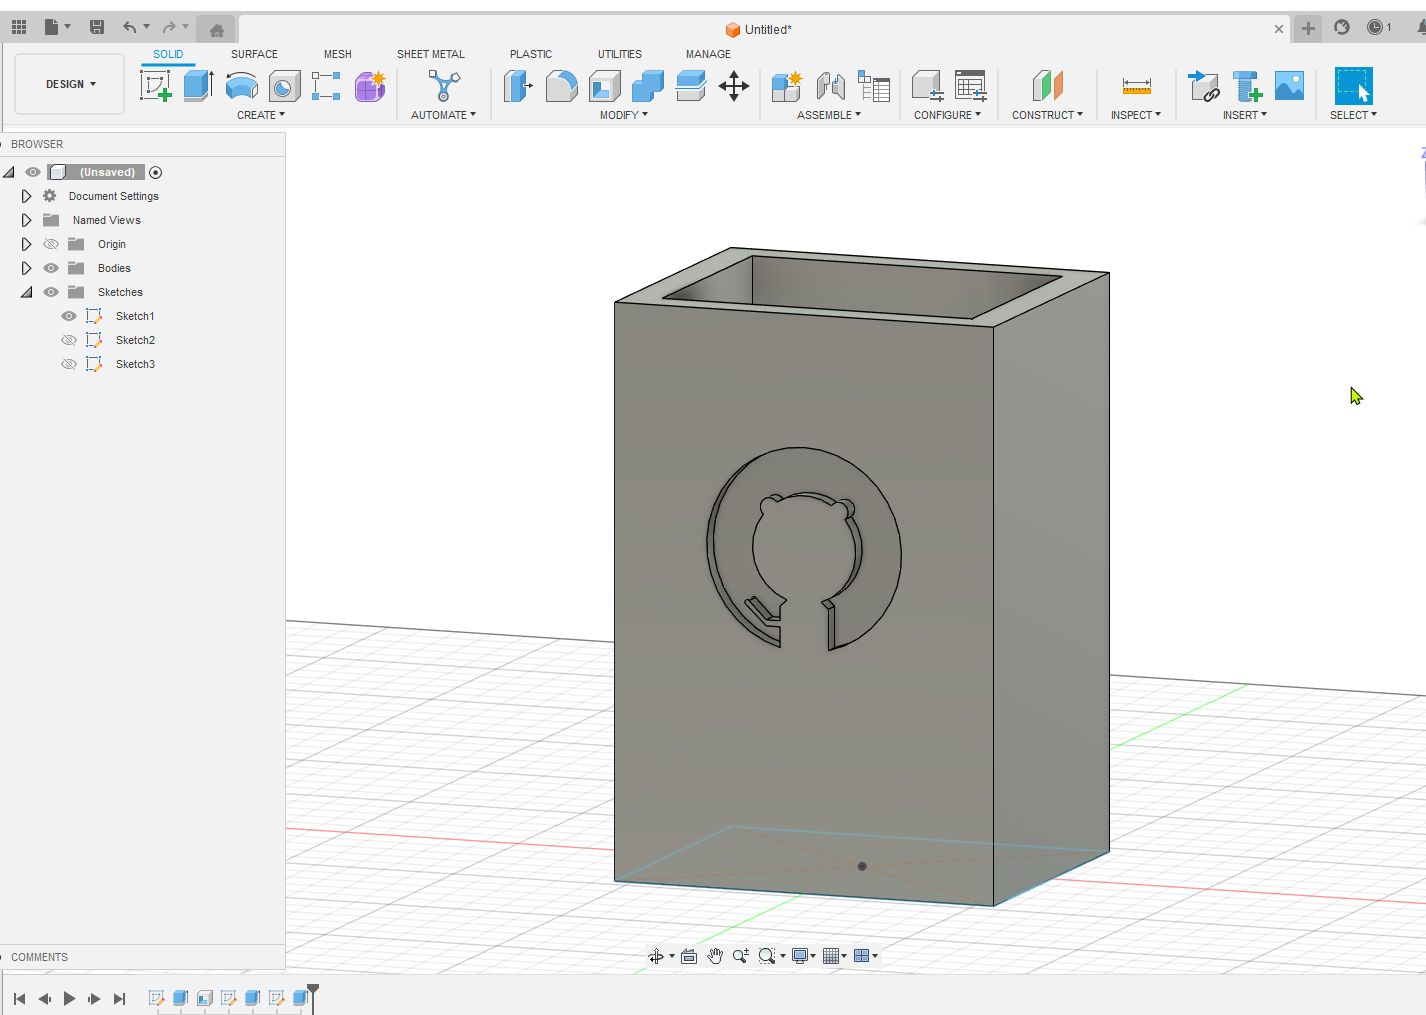 Untitled*
1
SOLID SURFACE MESH SHEET METAL PLASTIC UTILITIES MANAGE
DESIGN
CREATE AUTOMATE MODIFY ASSEMBLE CONFIGURE CONSTRUCT INSPECT INSERT SELECT
BROWSER
(Unsaved)
Document Settings
Named Views
Origin
Bodies
Sketches
Sketch1
Sketch2
Sketch3
Z
COMMENTS